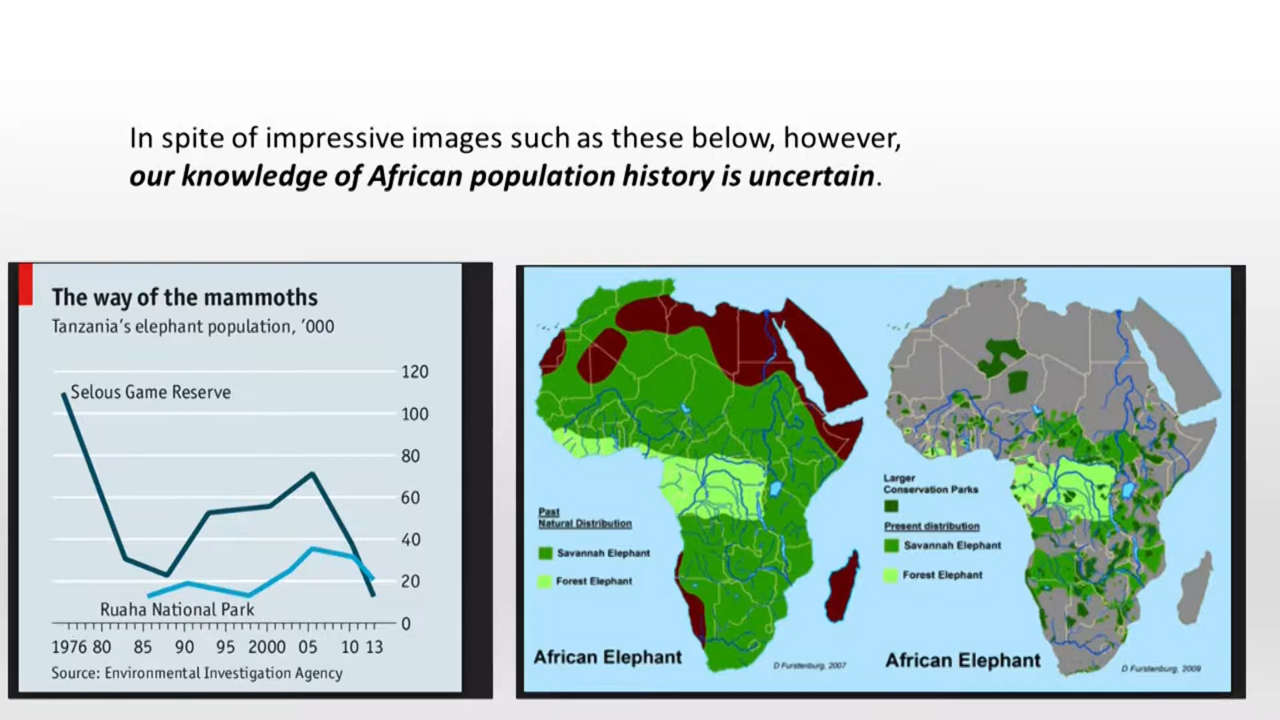 In spite of impressive images such as these below, however,
our knowledge of African population history is uncertain.
The way of the mammoths
Tanzania's elephant population, '000
120
Selous Game Reserve
100
80
60
40
20
Ruaha National Park
0
1976 80 85 90 95 2000 05 10 13
Source: Environmental Investigation Agency
Past
Natural Distribution
Savannah Elephant
Forest Elephant
African Elephant
D Furstenburg, 2007
Larger
Conservation Parks
Present distribution
Savannah Elephant
Forest Elephant
African Elephant
D Furstenburg, 2009